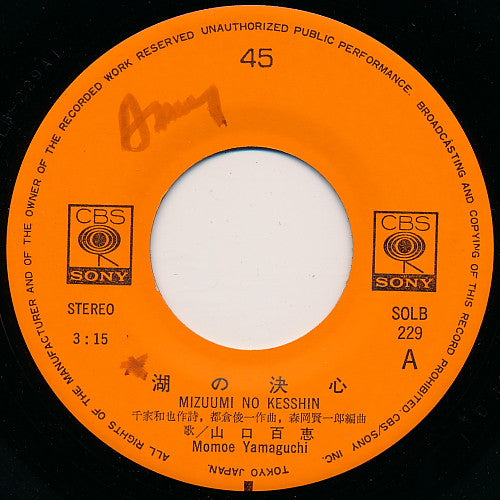 ALL RIGHTS OF THE MANUFACTURER AND OF THE OWNER OF THE RECORDED WORK RESERVED UNAUTHORIZED PUBLIC PERFORMANCE, BROADCASTING AND COPYING OF THIS RECORD PROHIBITED. CBS/SONY INC. TOKYO JAPAN.
45
CBS
SONY
CBS
SONY
STEREO
3:15
SOLB
229
A
湖の決心
MIZUUMI NO KESSHIN
千家和也作詩, 都倉俊一作曲, 森岡賢一郎編曲
歌/山口百恵
Momoe Yamaguchi